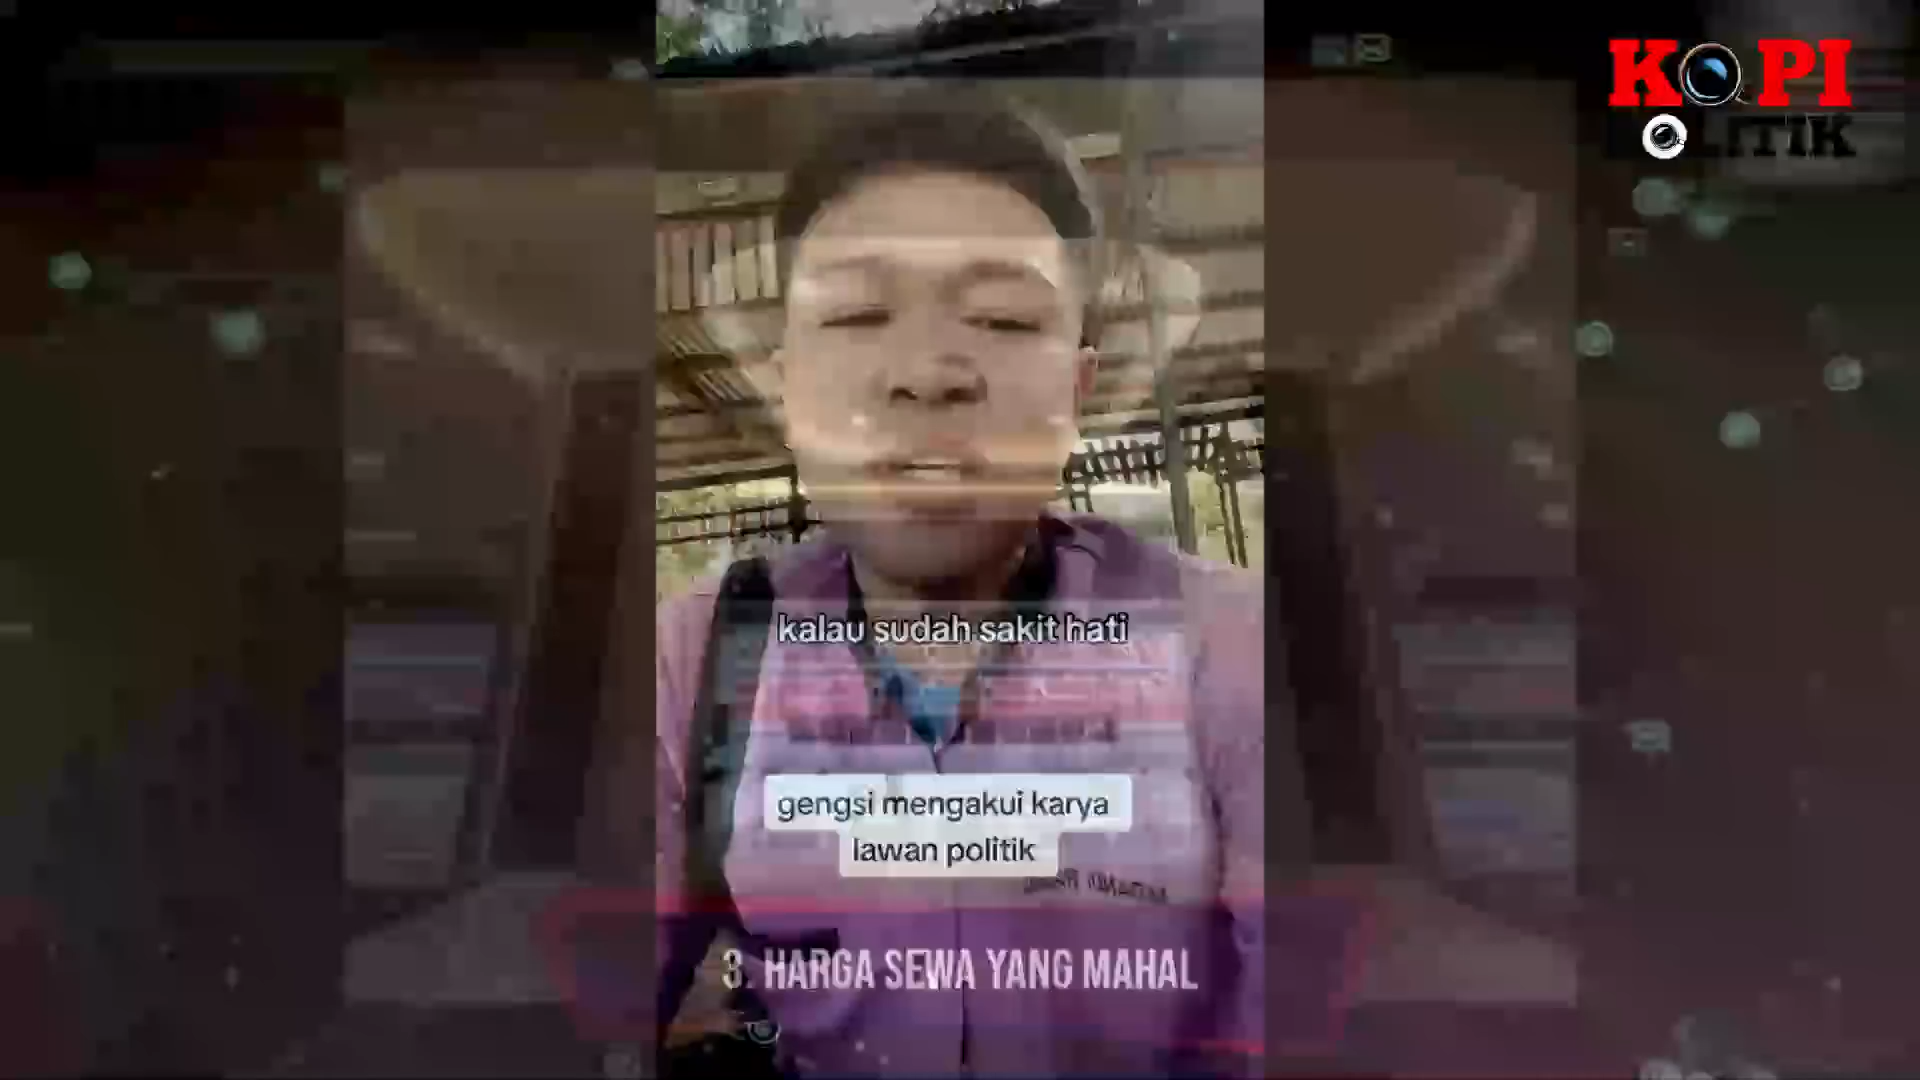 KOPI
LITIK
kalau sudah sakit hati
gengsi mengakui karya
lawan politik
3. HARGA SEWA YANG MAHAL